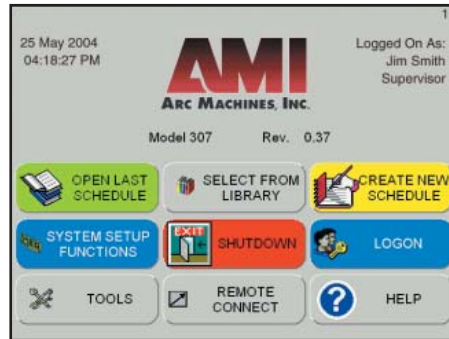 1
25 May 2004
04:18:27 PM
Logged On As:
Jim Smith
Supervisor
AMI
ARC MACHINES, INC.
Model 307 Rev. 0.37
OPEN LAST
SCHEDULE
SELECT FROM
LIBRARY
CREATE NEW
SCHEDULE
SYSTEM SETUP
FUNCTIONS
EXIT
SHUTDOWN
LOGON
TOOLS
REMOTE
CONNECT
?
HELP